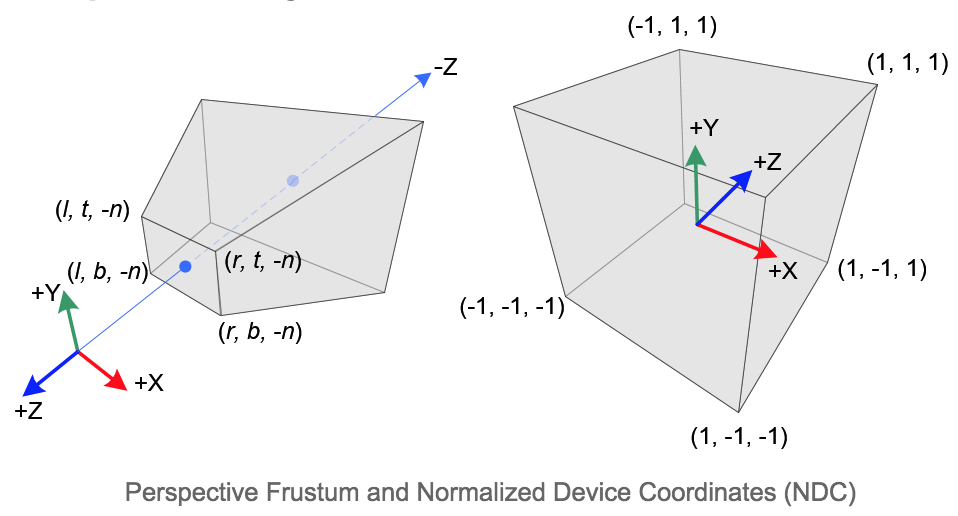 (-1, 1, 1)
(1, 1, 1)
-Z
+Y
+Z
(l, t, -n)
(r, t, -n)
(l, b, -n)
+X
(1, -1, 1)
+Y
(-1, -1, -1)
(r, b, -n)
+X
+Z
(1, -1, -1)
Perspective Frustum and Normalized Device Coordinates (NDC)